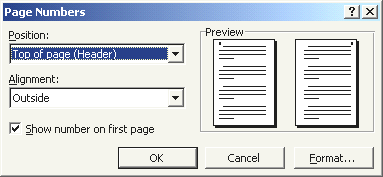 Page Numbers
Position:
Top of page (Header)
Alignment:
Outside
Show number on first page
Preview
OK
Cancel
Format...